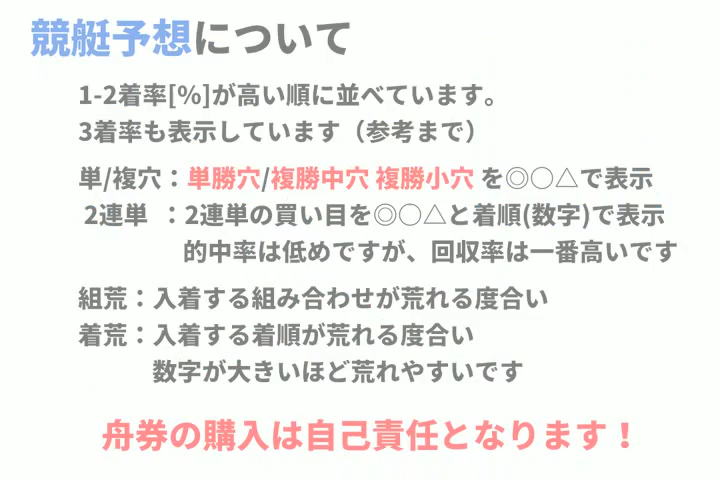 競艇予想について
1-2着率[%]が高い順に並べています。
3着率も表示しています（参考まで）
単/複穴：単勝穴/複勝中穴 複勝小穴 を◎○△で表示
2連単 ：2連単の買い目を◎○△と着順(数字)で表示
的中率は低めですが、回収率は一番高いです
組荒：入着する組み合わせが荒れる度合い
着荒：入着する着順が荒れる度合い
数字が大きいほど荒れやすいです
舟券の購入は自己責任となります！